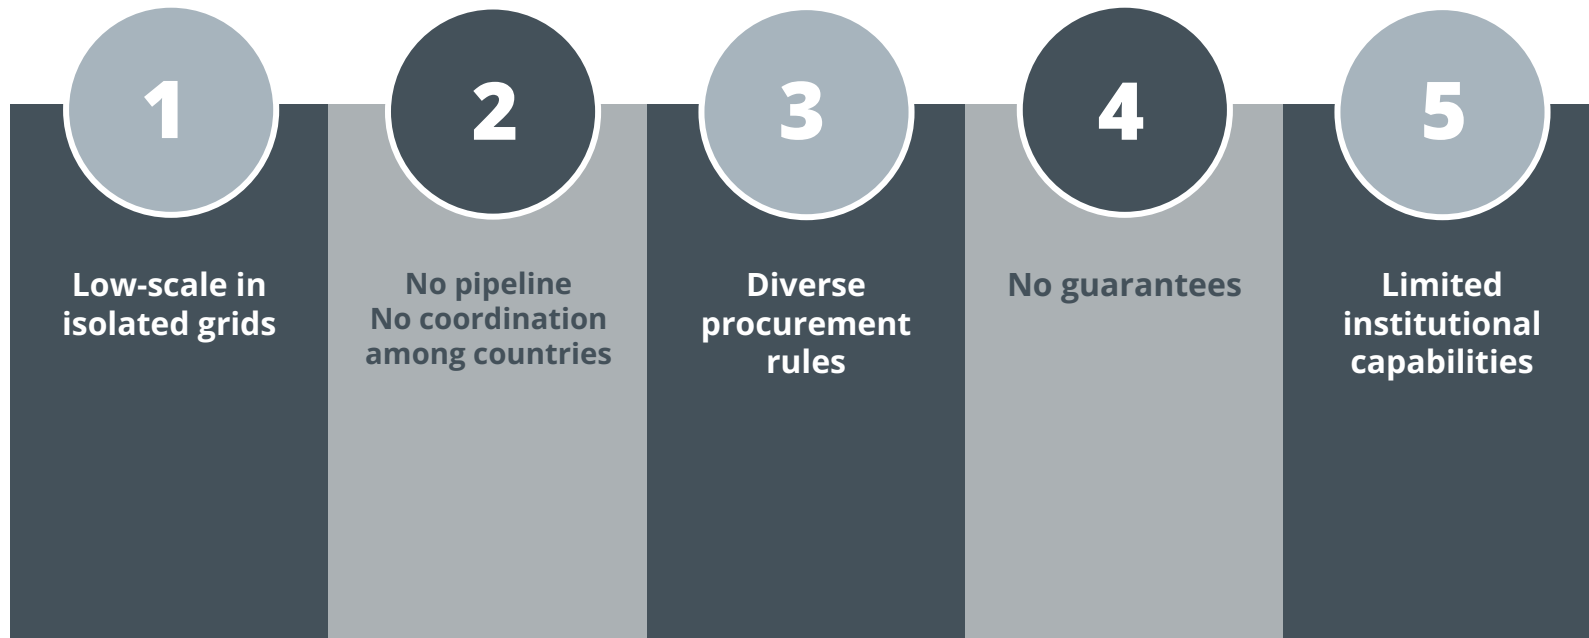 1
Low-scale in
isolated grids
2
No pipeline
No coordination
among countries
3
Diverse
procurement
rules
4
No guarantees
5
Limited
institutional
capabilities